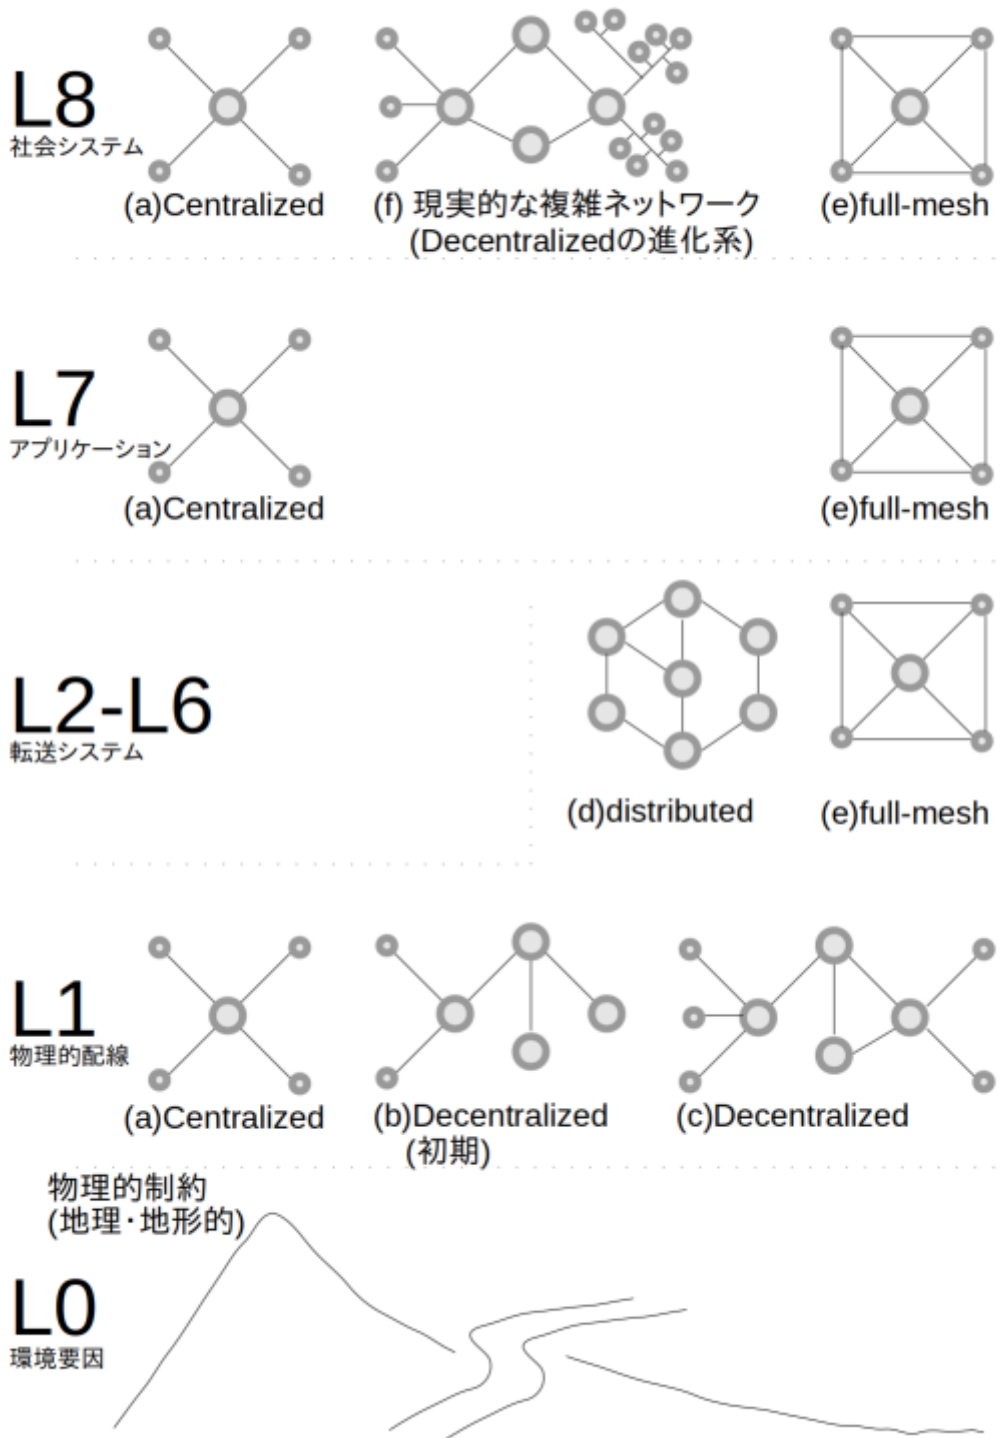 L8
社会システム
(a)Centralized
(f) 現実的な複雑ネットワーク
(Decentralizedの進化系)
(e)full-mesh
L7
アプリケーション
(a)Centralized
(e)full-mesh
L2-L6
転送システム
(d)distributed
(e)full-mesh
L1
物理的配線
(a)Centralized
(b)Decentralized
(初期)
(c)Decentralized
物理的制約
(地理・地形的)
L0
環境要因